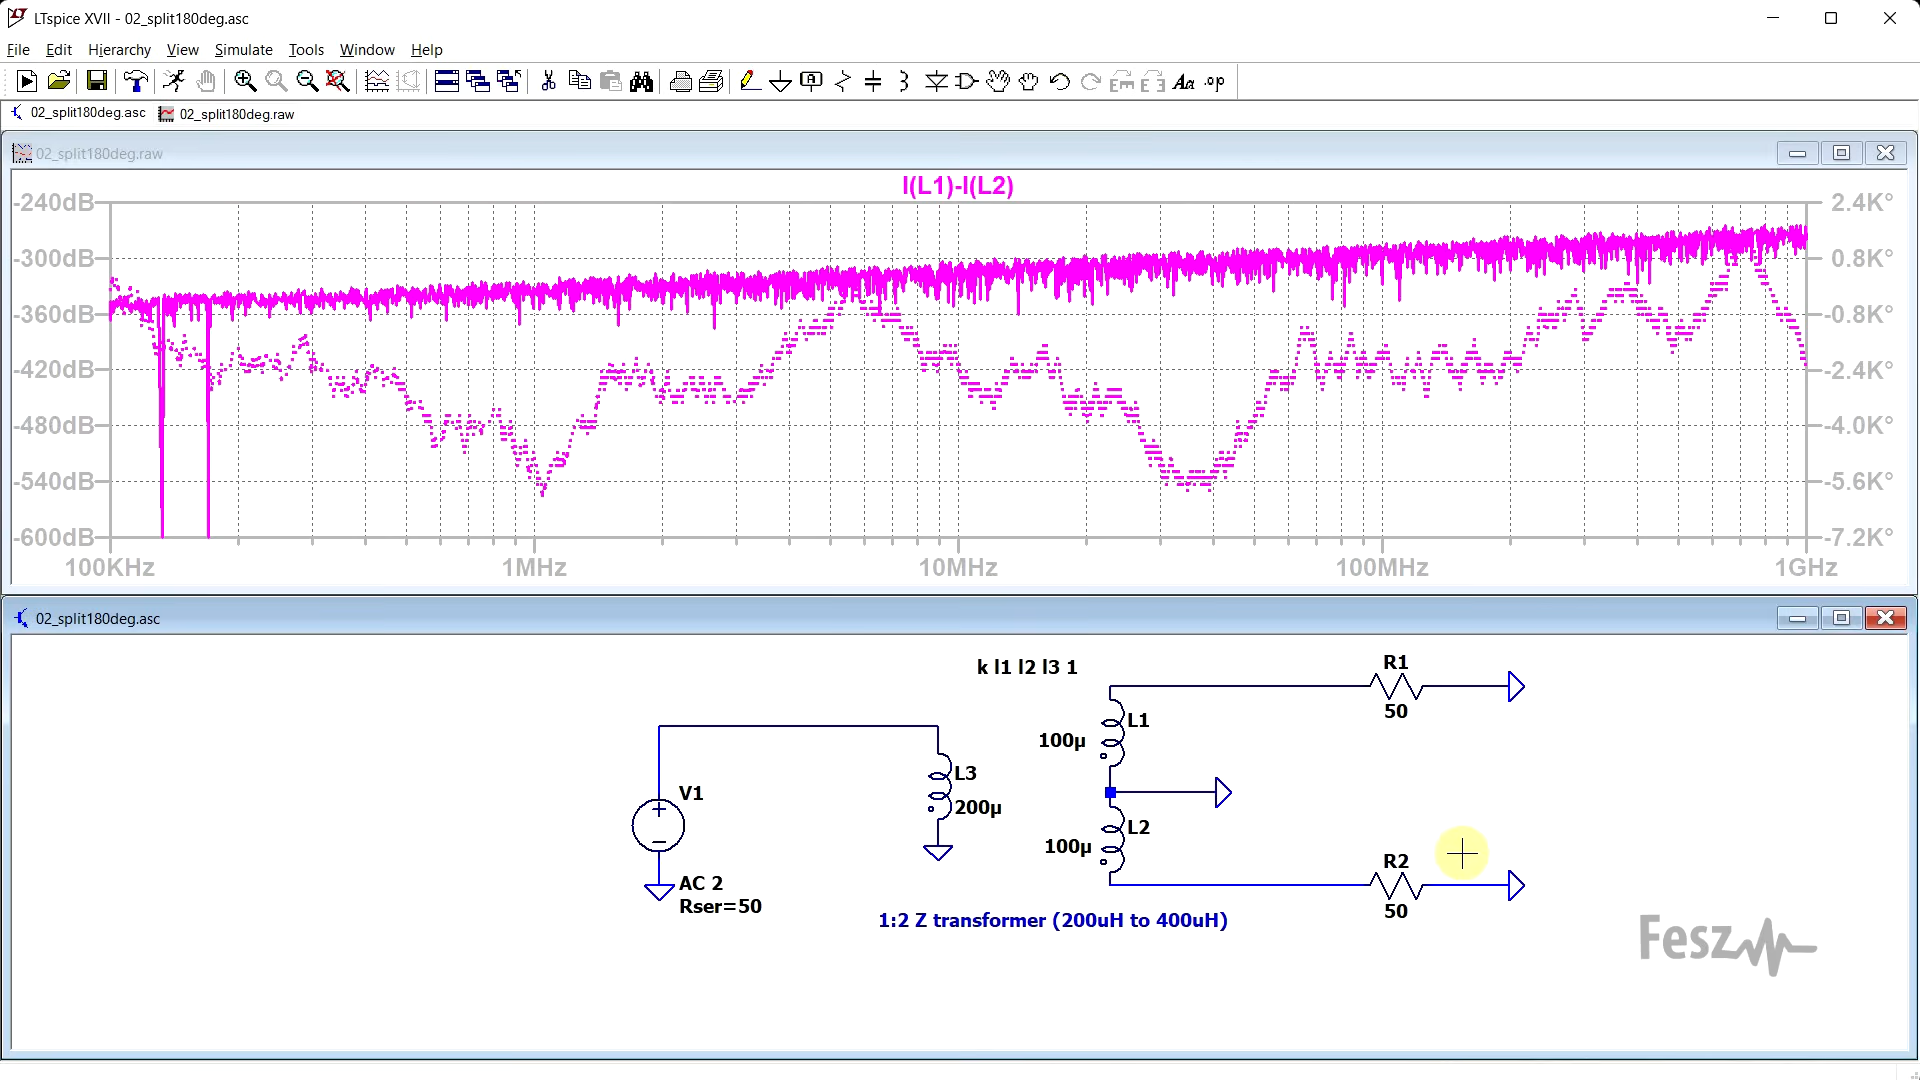 LTspice XVII - 02_split180deg.asc
File Edit Hierarchy View Simulate Tools Window Help
02_split180deg.asc 02_split180deg.raw
02_split180deg.raw
I(L1)-I(L2)
-240dB 2.4K°
-300dB 0.8K°
-360dB -0.8K°
-420dB -2.4K°
-480dB -4.0K°
-540dB -5.6K°
-600dB -7.2K°
100KHz 1MHz 10MHz 100MHz 1GHz
02_split180deg.asc
k l1 l2 l3 1
R1
50
L1
100µ
V1
L3
200µ
L2
100µ
R2
50
AC 2
Rser=50
1:2 Z transformer (200uH to 400uH)
Fesz